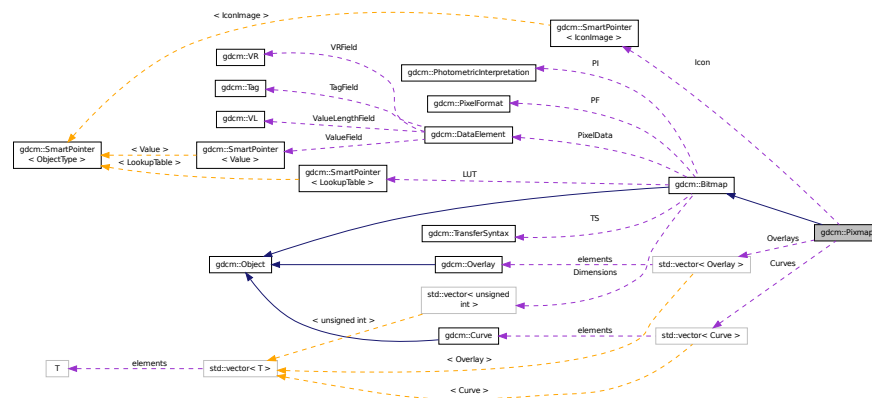 < IconImage >
gdcm::SmartPointer
< IconImage >
VRField
gdcm::VR
Icon
PI
gdcm::PhotometricInterpretation
gdcm::Tag
TagField
PF
gdcm::PixelFormat
gdcm::VL
ValueLengthField
gdcm::DataElement
PixelData
ValueField
gdcm::SmartPointer
< ObjectType >
< Value >
gdcm::SmartPointer
< Value >
< LookupTable >
gdcm::SmartPointer
< LookupTable >
LUT
gdcm::Bitmap
TS
gdcm::TransferSyntax
gdcm::Pixmap
Overlays
gdcm::Object
gdcm::Overlay
elements
std::vector< Overlay >
Dimensions
Curves
std::vector< unsigned
int >
< unsigned int >
gdcm::Curve
elements
std::vector< Curve >
< Overlay >
T
elements
std::vector< T >
< Curve >